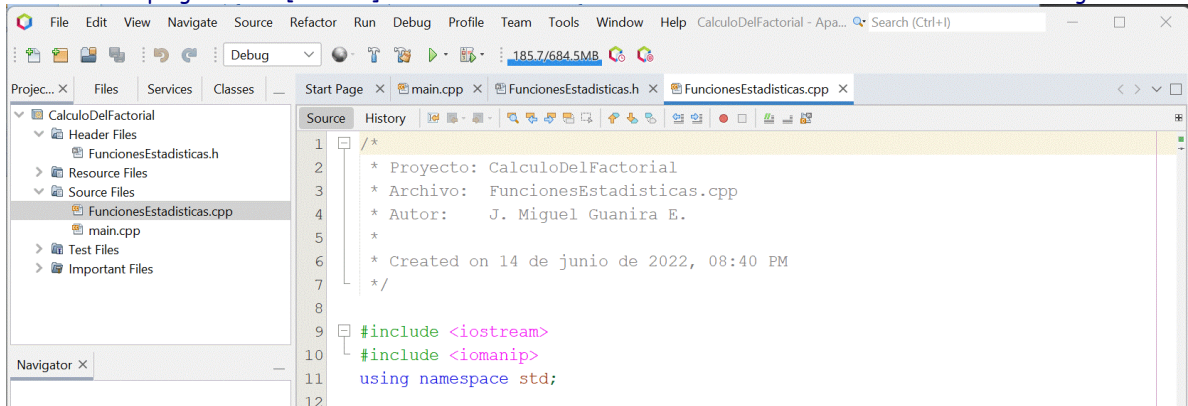 File Edit View Navigate Source Refactor Run Debug Profile Team Tools Window Help CalculoDelFactorial - Apa... Search (Ctrl+I)
Debug 185.7/684.5MB
Projec... Files Services Classes
Start Page main.cpp FuncionesEstadisticas.h FuncionesEstadisticas.cpp
CalculoDelFactorial
Header Files
FuncionesEstadisticas.h
Resource Files
Source Files
FuncionesEstadisticas.cpp
main.cpp
Test Files
Important Files
Navigator
Source History
1 /*
2 * Proyecto: CalculoDelFactorial
3 * Archivo: FuncionesEstadisticas.cpp
4 * Autor: J. Miguel Guanira E.
5 *
6 * Created on 14 de junio de 2022, 08:40 PM
7 */
8
9 #include <iostream>
10 #include <iomanip>
11 using namespace std;
12